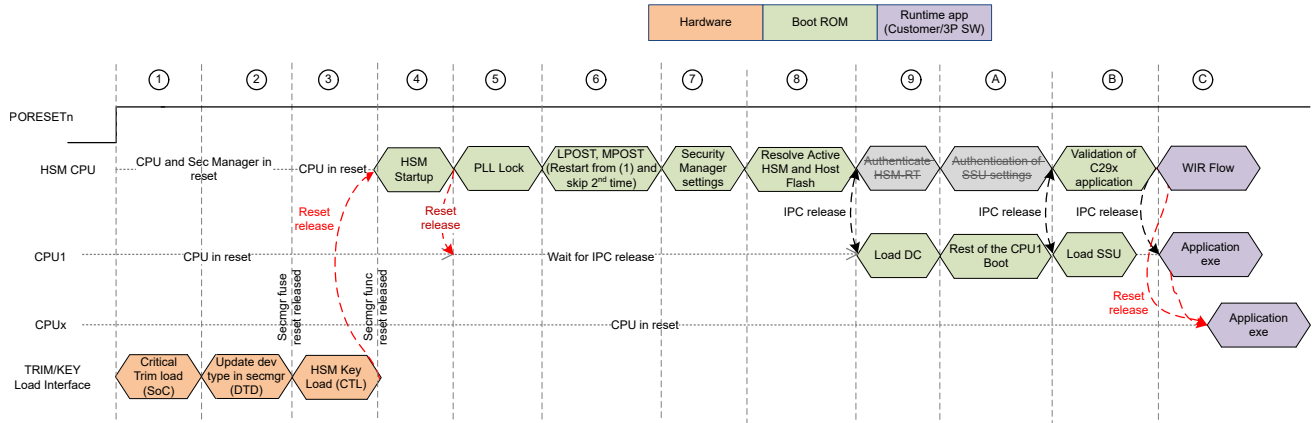 Hardware
Boot ROM
Runtime app
(Customer/3P SW)
1
2
3
4
5
6
7
8
9
A
B
C
PORESETn
HSM CPU
CPU and Sec Manager in
reset
CPU in reset
HSM
Startup
PLL Lock
LPOST, MPOST
(Restart from (1) and
skip 2nd time)
Security
Manager
settings
Resolve Active
HSM and Host
Flash
Authenticate
HSM-RT
Authentication of
SSU settings
Validation of
C29x
application
WIR Flow
Reset
release
Reset
release
IPC release
IPC release
IPC release
CPU1
CPU in reset
Wait for IPC release
Load DC
Rest of the CPU1
Boot
Load SSU
Application
exe
Secmgr fuse
reset released
Secmgr func
reset released
Reset
release
CPUx
CPU in reset
Application
exe
TRIM/KEY
Load Interface
Critical
Trim load
(SoC)
Update dev
type in secmgr
(DTD)
HSM Key
Load (CTL)